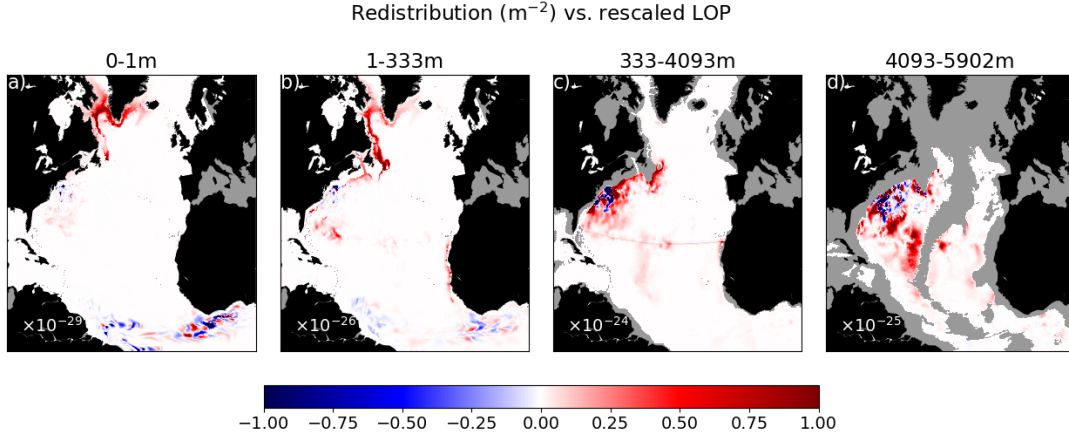 Redistribution (m⁻²) vs. rescaled LOP
0-1m 1-333m 333-4093m 4093-5902m
a) b) c) d)
×10⁻²⁹ ×10⁻²⁶ ×10⁻²⁴ ×10⁻²⁵
−1.00 −0.75 −0.50 −0.25 0.00 0.25 0.50 0.75 1.00